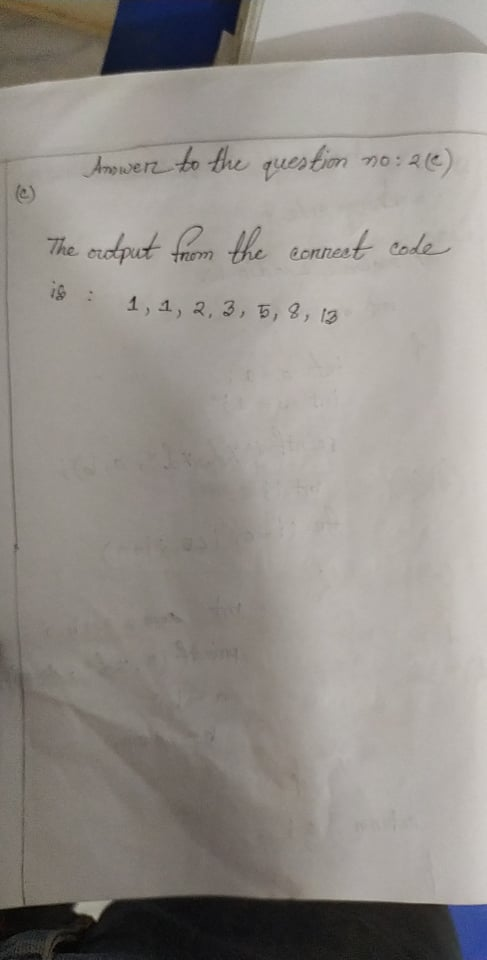 Answer to the question no: 2(c)
(c)
The output from the correct code
is : 1, 1, 2, 3, 5, 8, 13